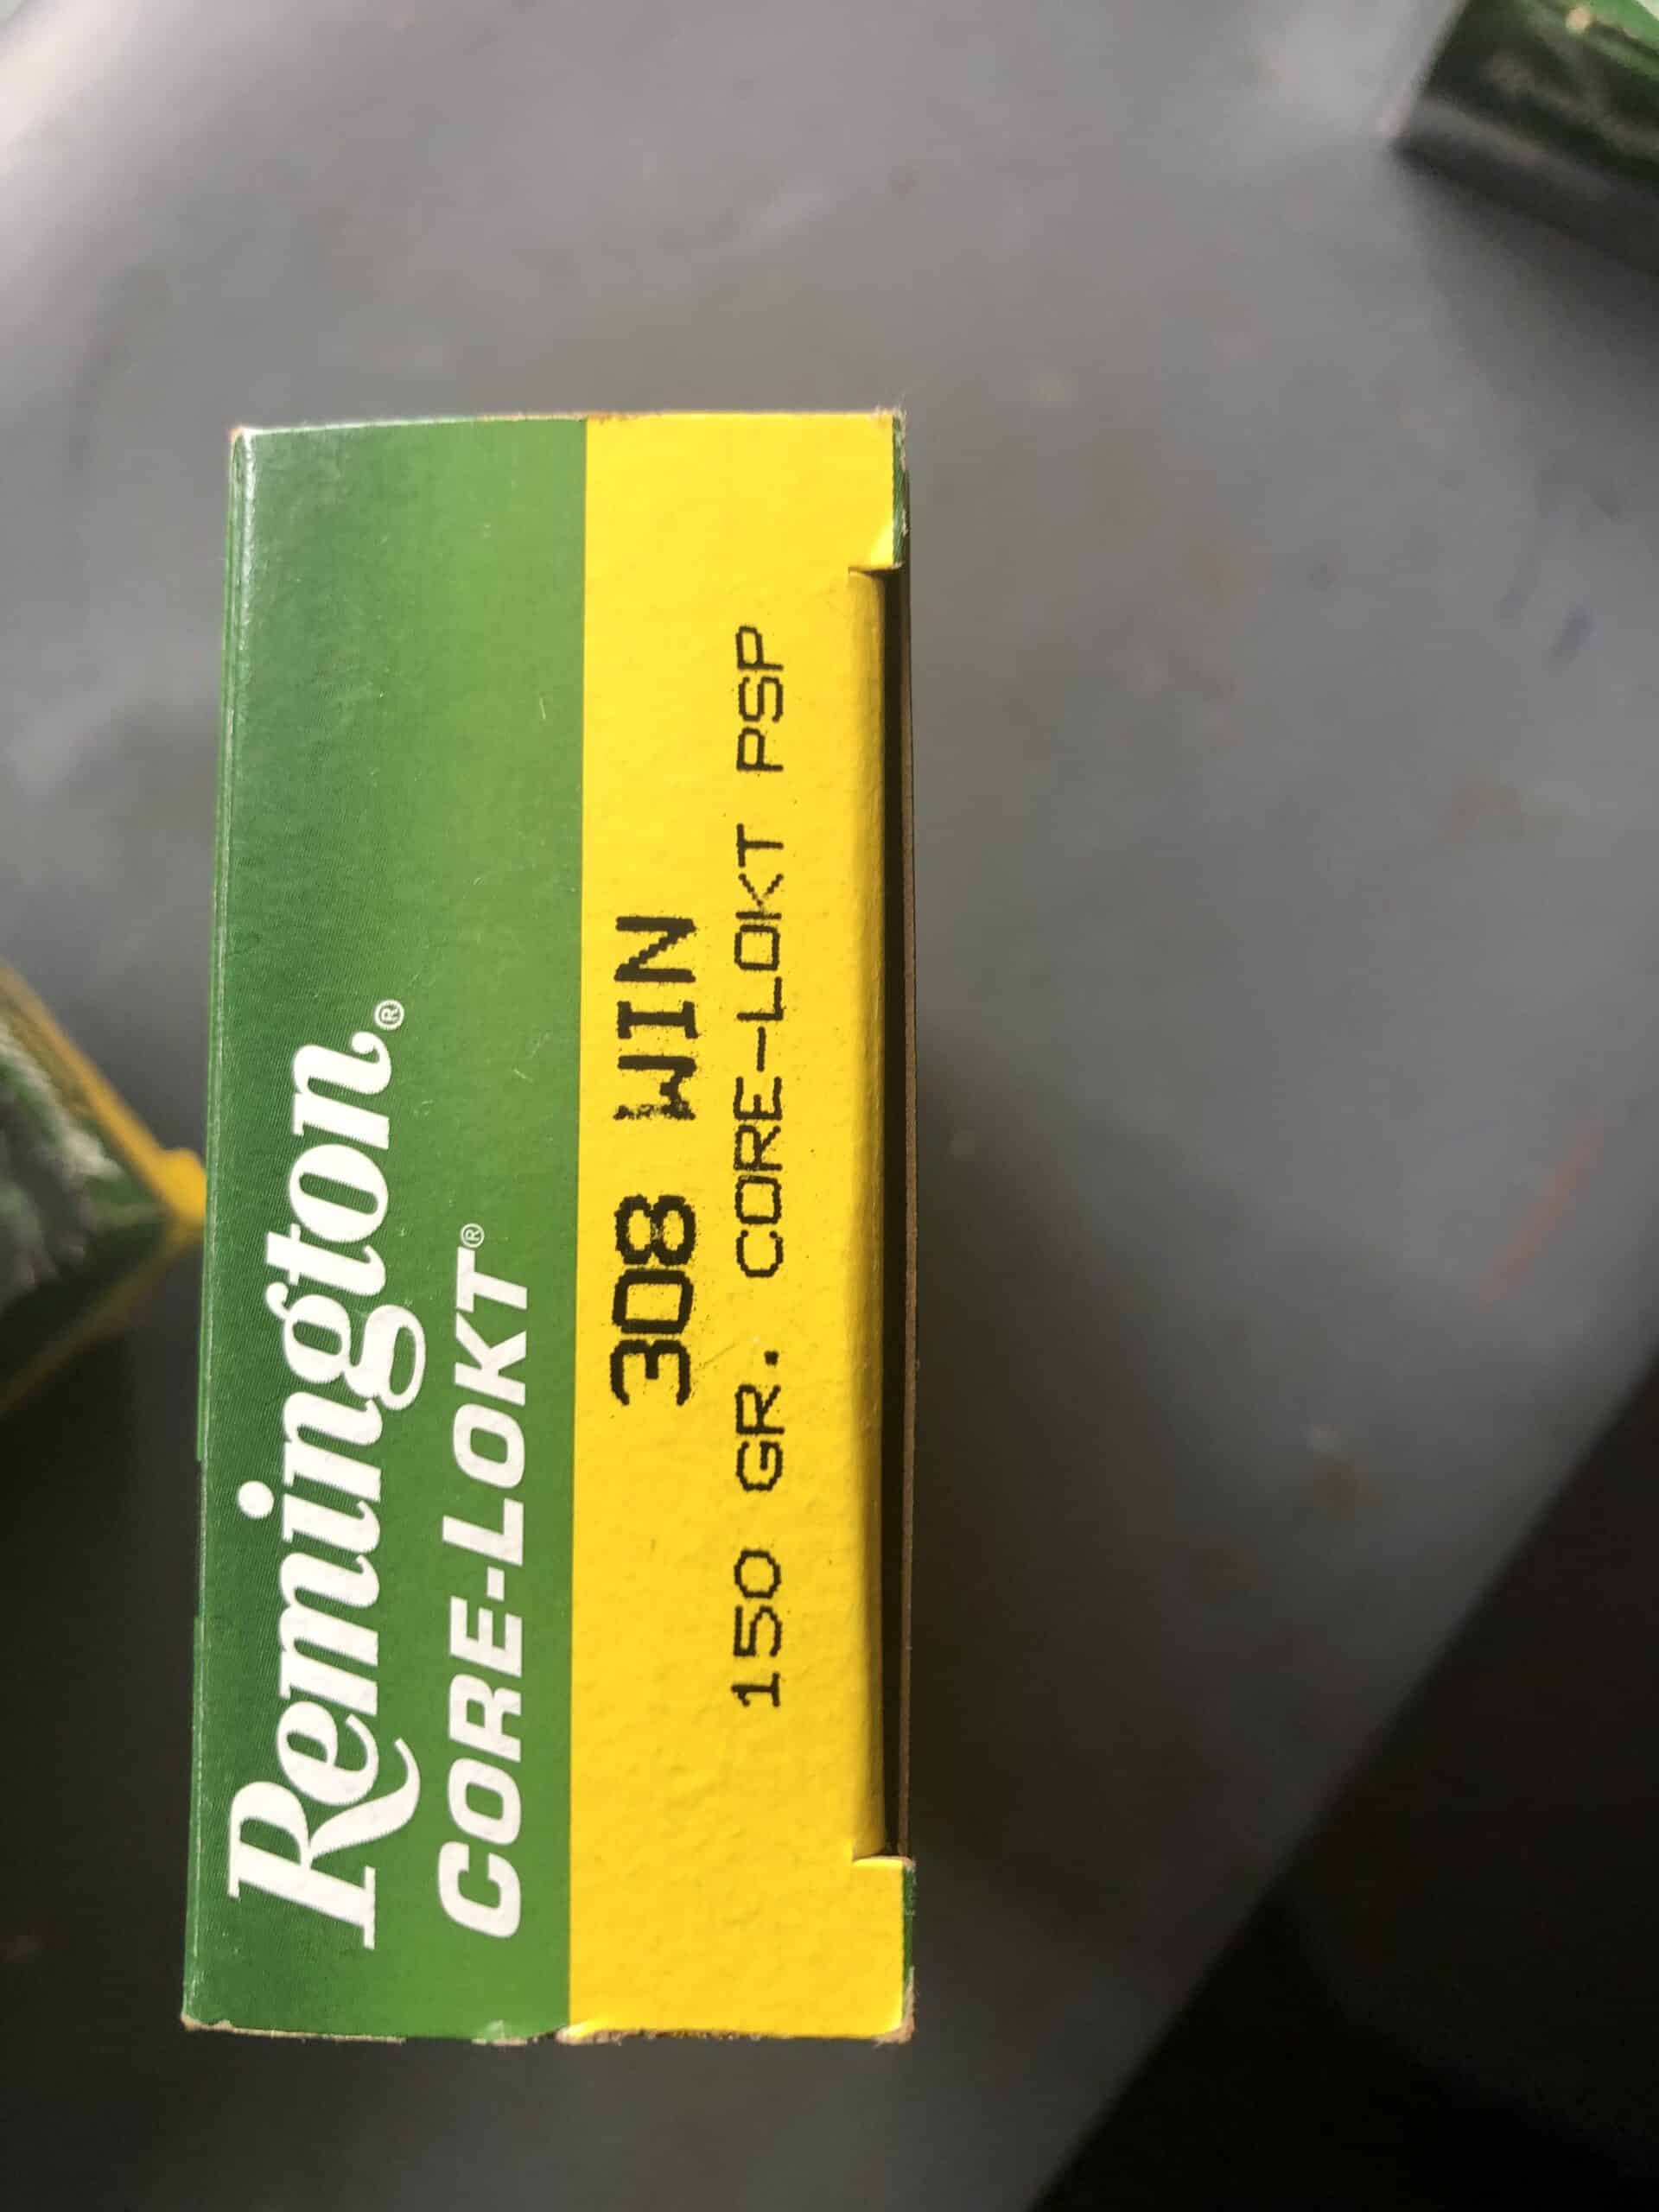 Remington®
CORE-LOKT®
308 WIN
150 GR. CORE-LOKT PSP